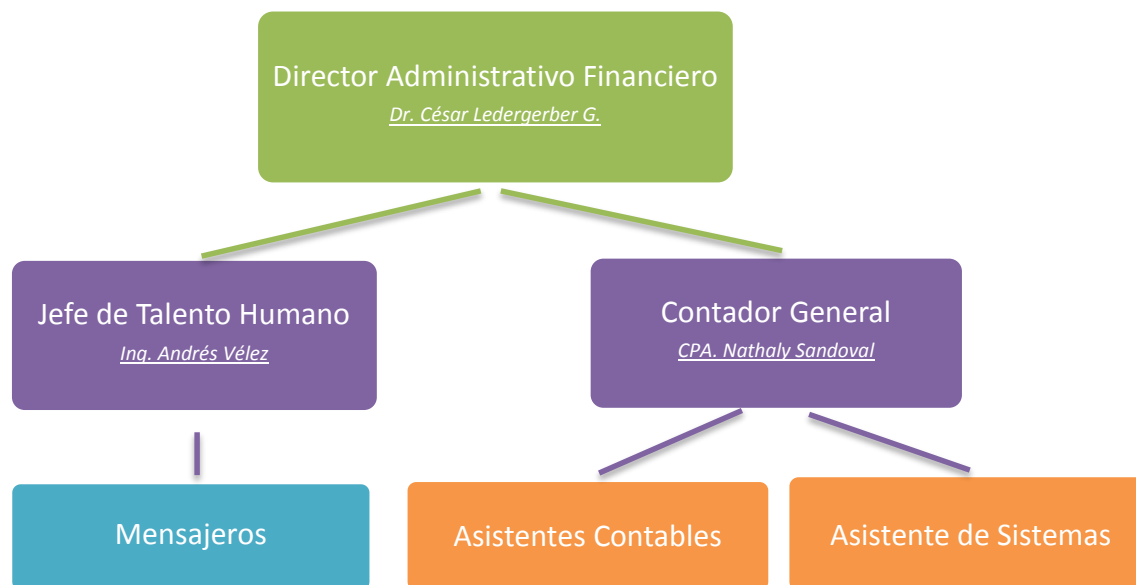 Director Administrativo Financiero
Dr. César Ledergerber G.
Jefe de Talento Humano
Ing. Andrés Vélez
Contador General
CPA. Nathaly Sandoval
Mensajeros
Asistentes Contables
Asistente de Sistemas